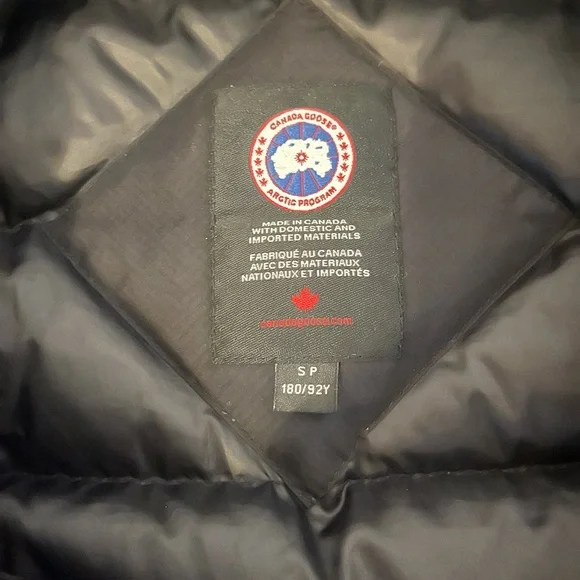 CANADA GOOSE®
ARCTIC PROGRAM
MADE IN CANADA
WITH DOMESTIC AND
IMPORTED MATERIALS
FABRIQUÉ AU CANADA
AVEC DES MATERIAUX
NATIONAUX ET IMPORTÉS
canadagoose.com
S P
180/92Y